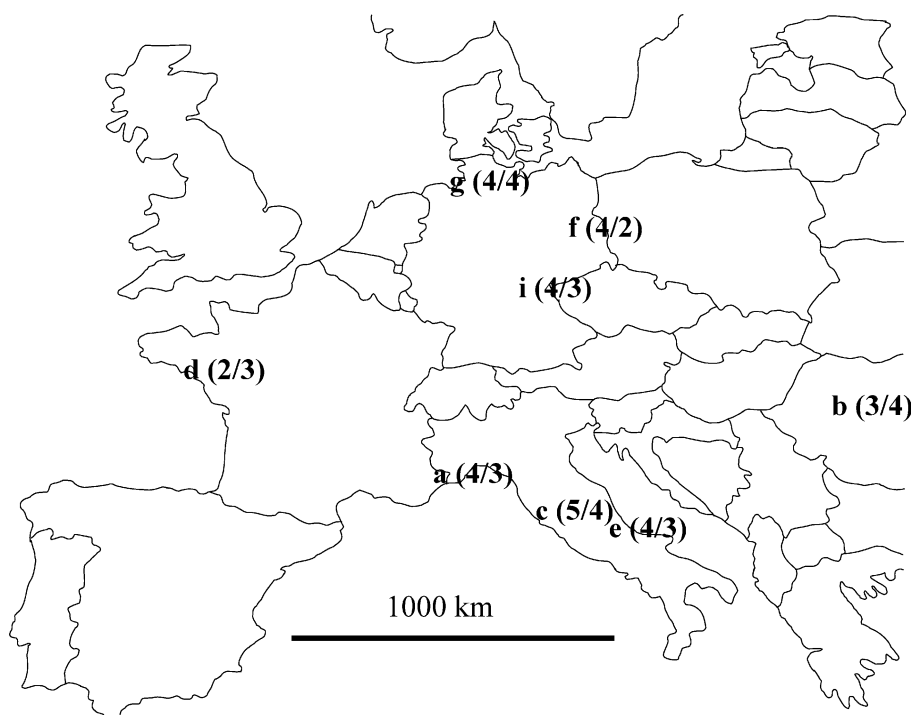 g (4/4)
f (4/2)
i (4/3)
d (2/3)
b (3/4)
a (4/3)
c (5/4)
e (4/3)
1000 km